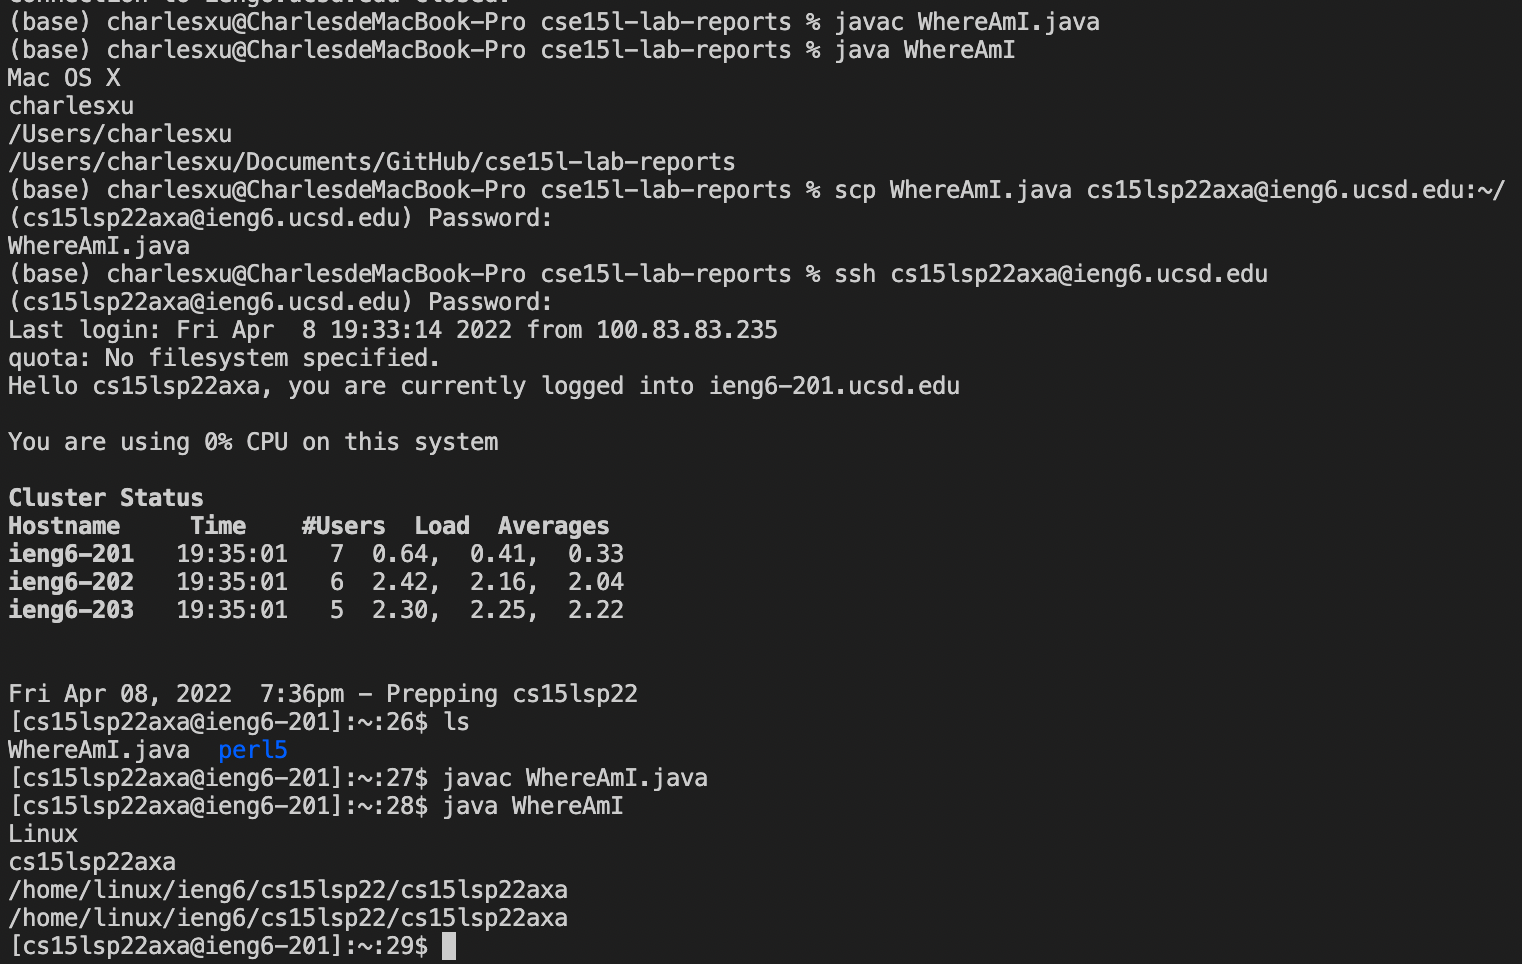 connection to ieng6.ucsd.edu closed.
(base) charlesxu@CharlesdeMacBook-Pro cse15l-lab-reports % javac WhereAmI.java
(base) charlesxu@CharlesdeMacBook-Pro cse15l-lab-reports % java WhereAmI
Mac OS X
charlesxu
/Users/charlesxu
/Users/charlesxu/Documents/GitHub/cse15l-lab-reports
(base) charlesxu@CharlesdeMacBook-Pro cse15l-lab-reports % scp WhereAmI.java cs15lsp22axa@ieng6.ucsd.edu:~/
(cs15lsp22axa@ieng6.ucsd.edu) Password:
WhereAmI.java
(base) charlesxu@CharlesdeMacBook-Pro cse15l-lab-reports % ssh cs15lsp22axa@ieng6.ucsd.edu
(cs15lsp22axa@ieng6.ucsd.edu) Password:
Last login: Fri Apr  8 19:33:14 2022 from 100.83.83.235
quota: No filesystem specified.
Hello cs15lsp22axa, you are currently logged into ieng6-201.ucsd.edu
You are using 0% CPU on this system
Cluster Status
Hostname     Time    #Users  Load  Averages
ieng6-201   19:35:01   7  0.64,  0.41,  0.33
ieng6-202   19:35:01   6  2.42,  2.16,  2.04
ieng6-203   19:35:01   5  2.30,  2.25,  2.22
Fri Apr 08, 2022  7:36pm - Prepping cs15lsp22
[cs15lsp22axa@ieng6-201]:~:26$ ls
WhereAmI.java  perl5
[cs15lsp22axa@ieng6-201]:~:27$ javac WhereAmI.java
[cs15lsp22axa@ieng6-201]:~:28$ java WhereAmI
Linux
cs15lsp22axa
/home/linux/ieng6/cs15lsp22/cs15lsp22axa
/home/linux/ieng6/cs15lsp22/cs15lsp22axa
[cs15lsp22axa@ieng6-201]:~:29$